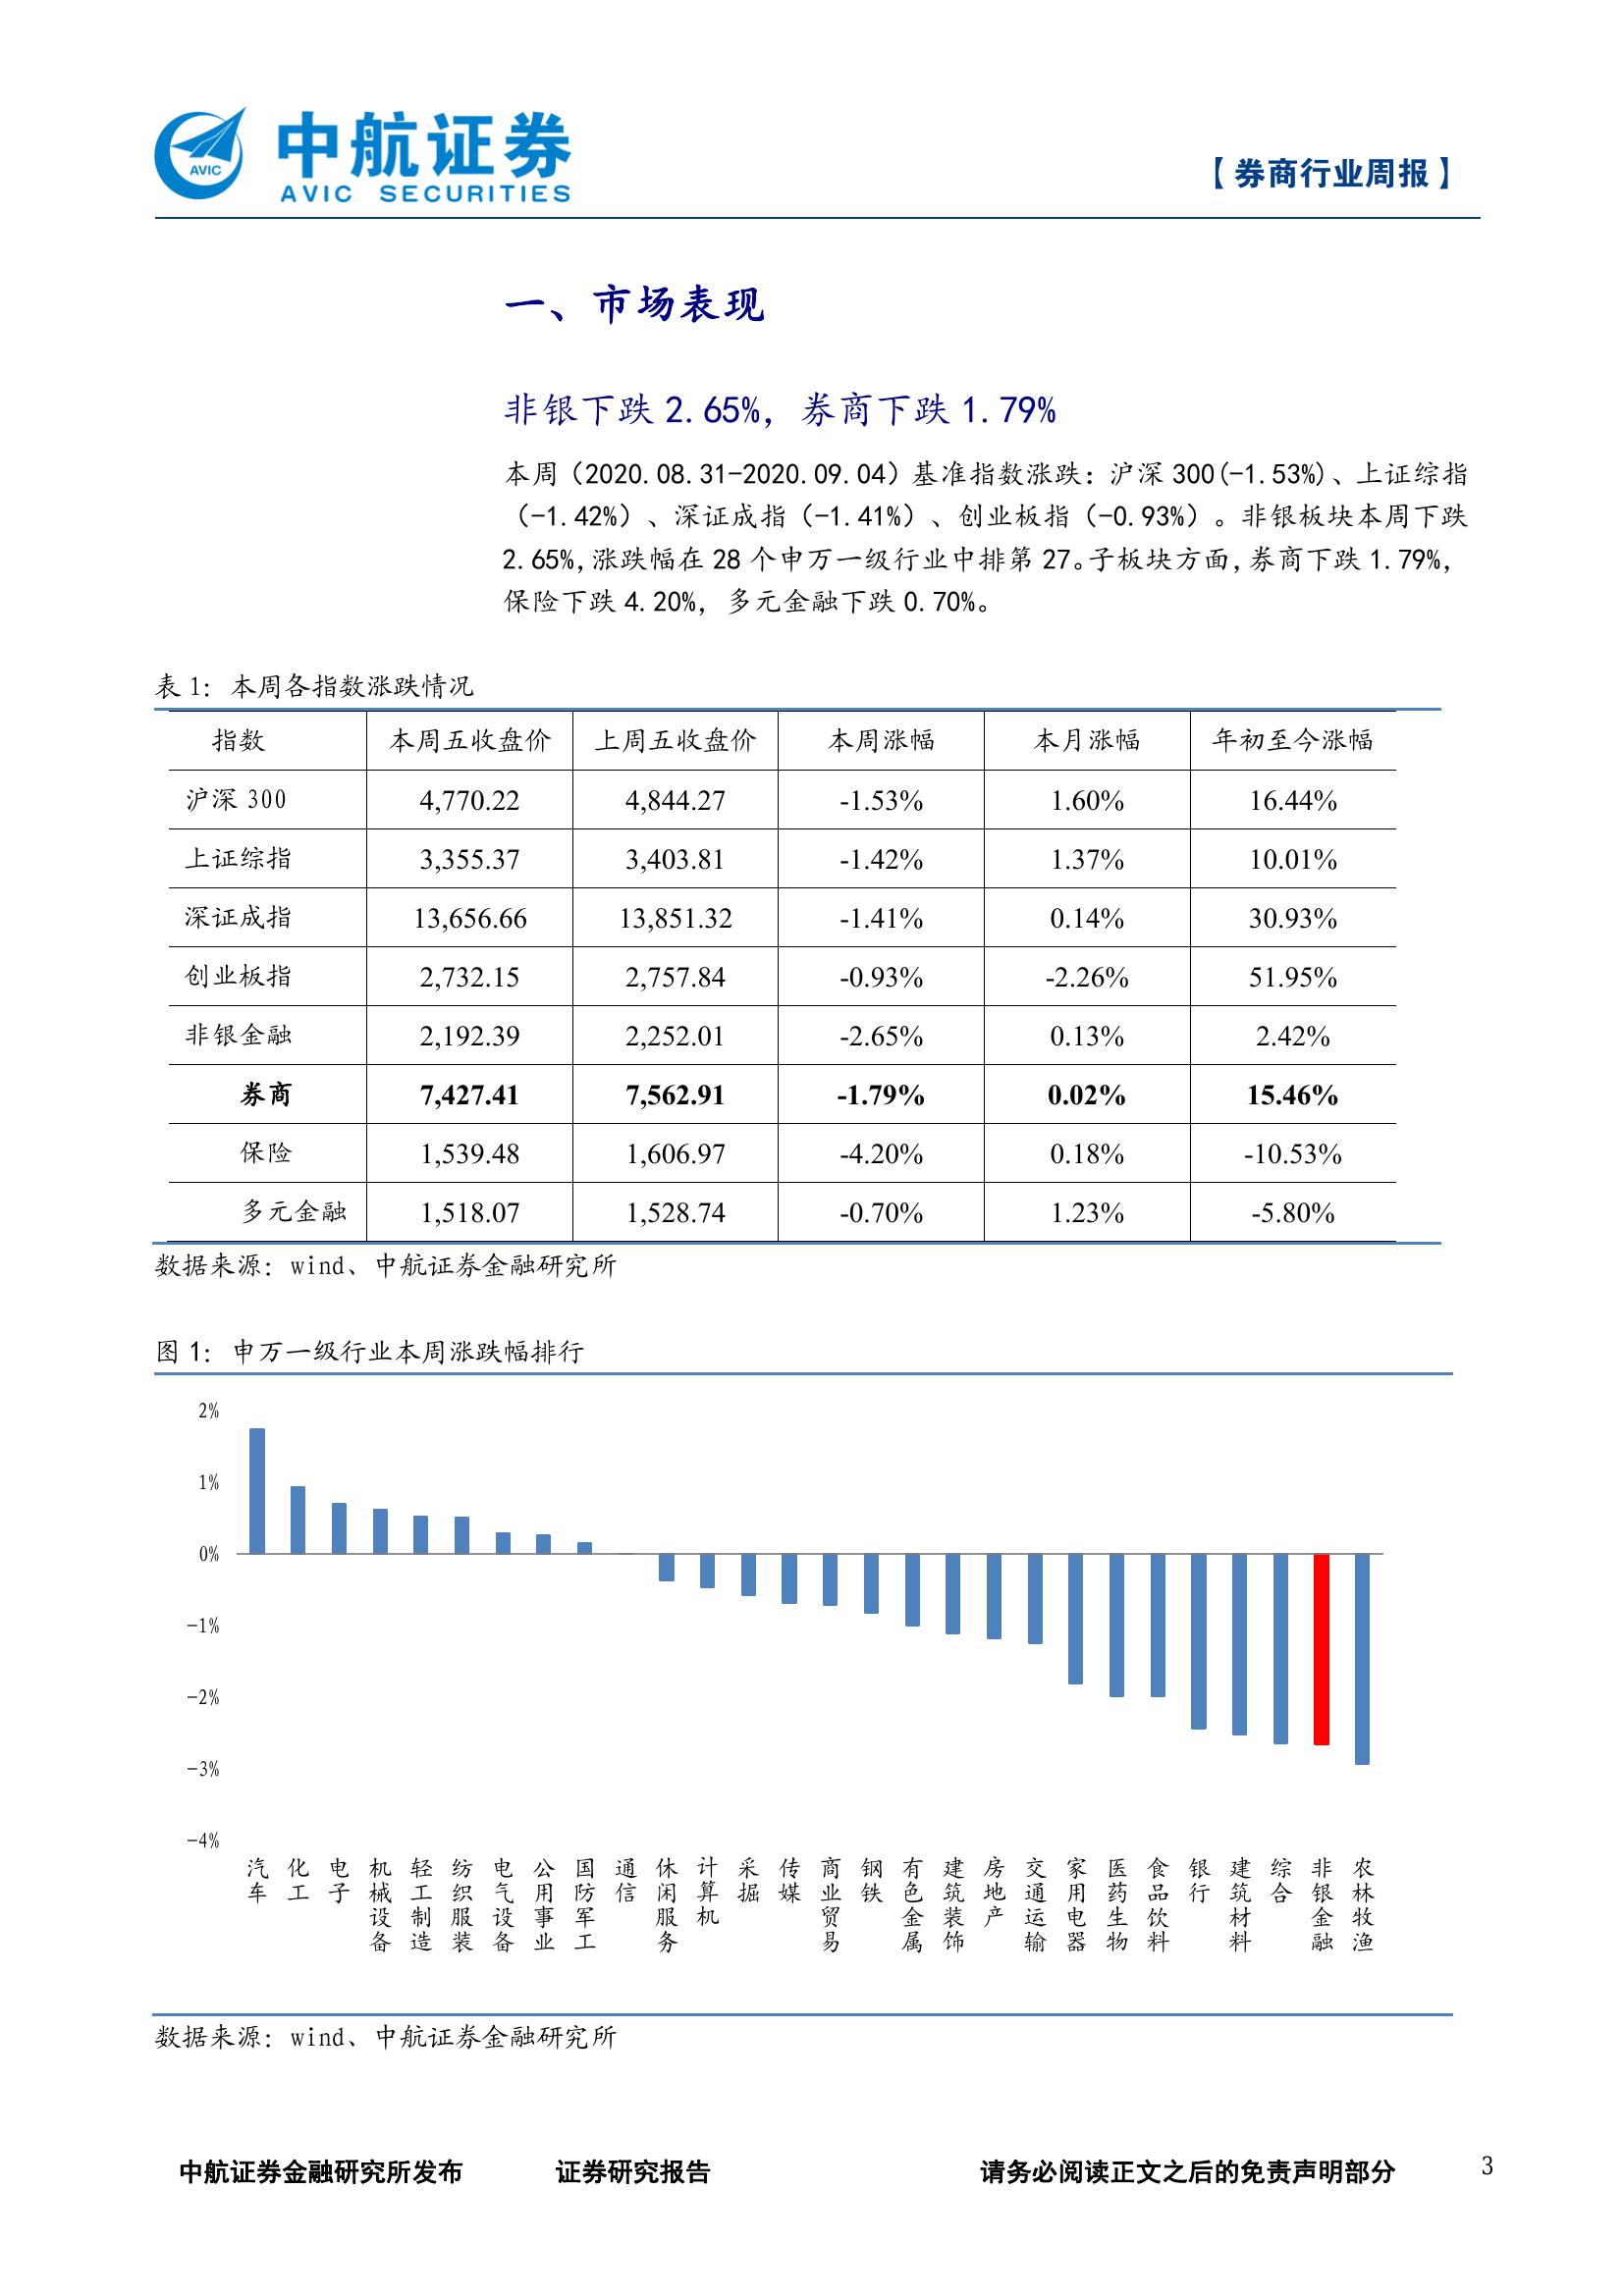 中航证券
AVIC
AVIC SECURITIES
【券商行业周报】
一、市场表现
非银下跌 2.65%，券商下跌 1.79%
本周（2020.08.31-2020.09.04）基准指数涨跌：沪深 300(-1.53%)、上证综指
（-1.42%）、深证成指（-1.41%）、创业板指（-0.93%）。非银板块本周下跌
2.65%,涨跌幅在 28 个申万一级行业中排第 27。子板块方面,券商下跌 1.79%,
保险下跌 4.20%，多元金融下跌 0.70%。
表 1: 本周各指数涨跌情况
指数 本周五收盘价 上周五收盘价 本周涨幅 本月涨幅 年初至今涨幅
沪深 300 4,770.22 4,844.27 -1.53% 1.60% 16.44%
上证综指 3,355.37 3,403.81 -1.42% 1.37% 10.01%
深证成指 13,656.66 13,851.32 -1.41% 0.14% 30.93%
创业板指 2,732.15 2,757.84 -0.93% -2.26% 51.95%
非银金融 2,192.39 2,252.01 -2.65% 0.13% 2.42%
券商 7,427.41 7,562.91 -1.79% 0.02% 15.46%
保险 1,539.48 1,606.97 -4.20% 0.18% -10.53%
多元金融 1,518.07 1,528.74 -0.70% 1.23% -5.80%
数据来源: wind、中航证券金融研究所
图 1: 申万一级行业本周涨跌幅排行
2%
1%
0%
-1%
-2%
-3%
-4%
汽车 化工 电子 机械设备 轻工制造 纺织服装 电气设备 公用事业 国防军工 通信 休闲服务 计算机 采掘 传媒 商业贸易 钢铁 有色金属 建筑装饰 房地产 交通运输 家用电器 医药生物 食品饮料 银行 建筑材料 综合 非银金融 农林牧渔
数据来源: wind、中航证券金融研究所
中航证券金融研究所发布 证券研究报告 请务必阅读正文之后的免责声明部分 3